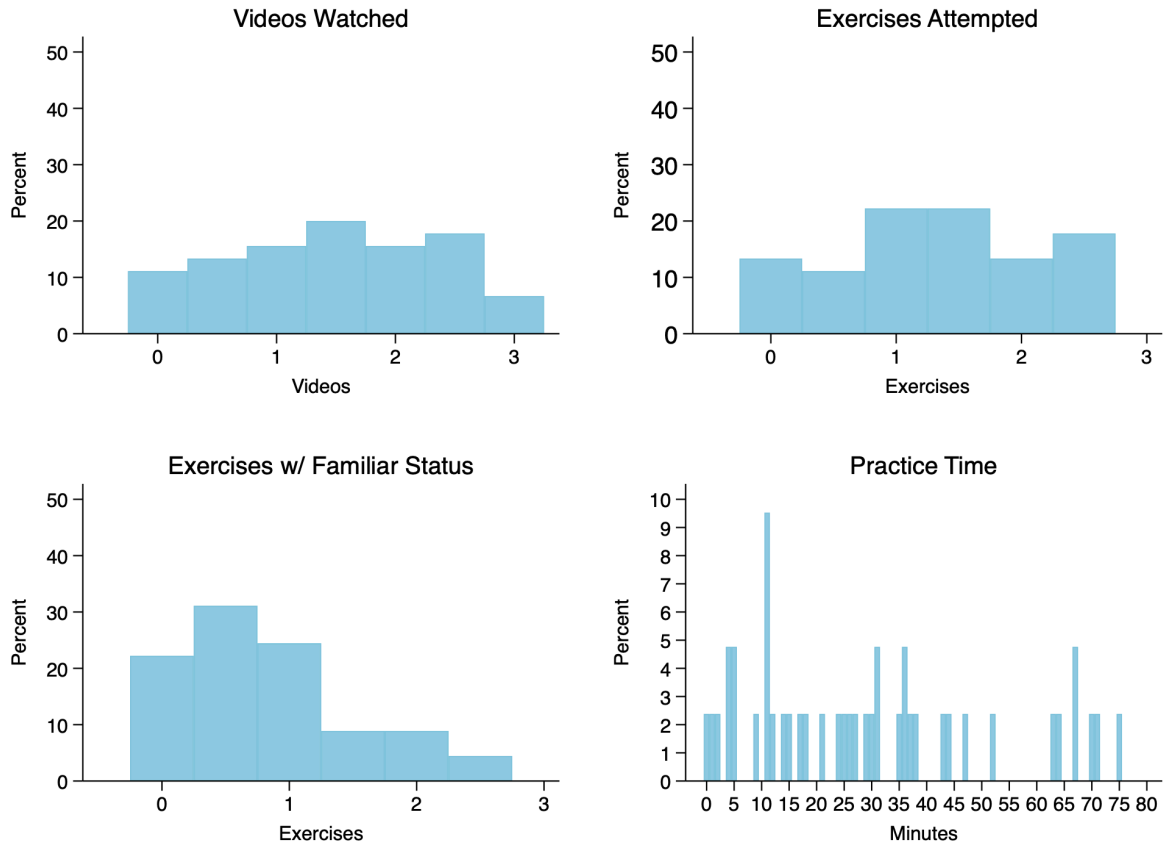 Videos Watched
50
40
30
20
10
0
Percent
0 1 2 3
Videos
Exercises Attempted
50
40
30
20
10
0
Percent
0 1 2 3
Exercises
Exercises w/ Familiar Status
50
40
30
20
10
0
Percent
0 1 2 3
Exercises
Practice Time
10
9
8
7
6
5
4
3
2
1
0
Percent
0 5 10 15 20 25 30 35 40 45 50 55 60 65 70 75 80
Minutes